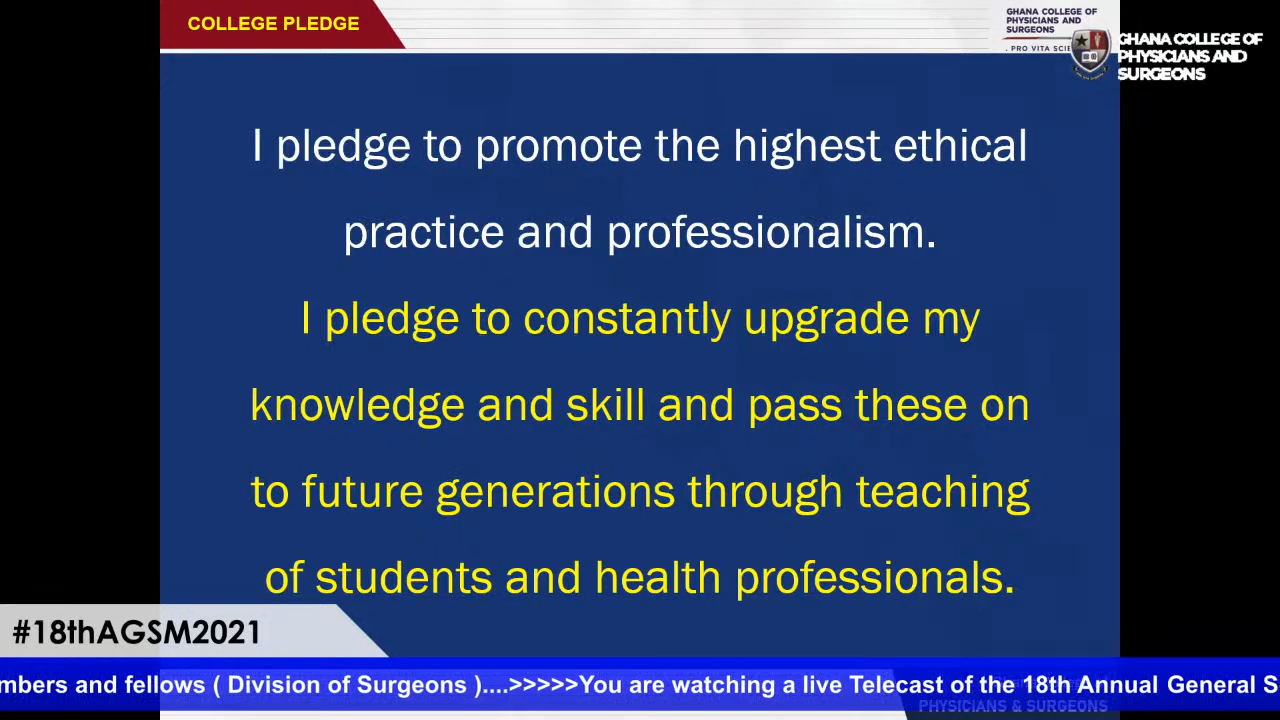 COLLEGE PLEDGE
GHANA COLLEGE OF
PHYSICIANS AND
SURGEONS
. PRO VITA SCIE
GHANA COLLEGE OF
PHYSICIANS AND
SURGEONS
I pledge to promote the highest ethical
practice and professionalism.
I pledge to constantly upgrade my
knowledge and skill and pass these on
to future generations through teaching
of students and health professionals.
#18thAGSM2021
mbers and fellows ( Division of Surgeons )....>>>>>You are watching a live Telecast of the 18th Annual General S
PHYSICIANS & SURGEONS